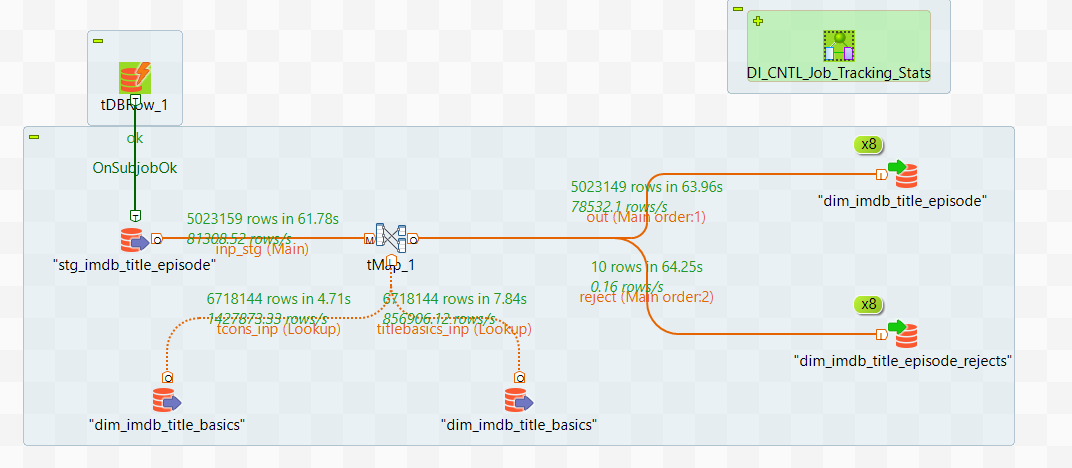 DI_CNTL_Job_Tracking_Stats
tDBRow_1
ok
OnSubjobOk
x8
5023149 rows in 63.96s
78532.1 rows/s
out (Main order:1)
"dim_imdb_title_episode"
5023159 rows in 61.78s
81308.52 rows/s
inp_stg (Main)
O
M
O
I
"stg_imdb_title_episode"
tMap_1
10 rows in 64.25s
0.16 rows/s
reject (Main order:2)
x8
6718144 rows in 4.71s
1427873.33 rows/s
tcons_inp (Lookup)
6718144 rows in 7.84s
856906.12 rows/s
titlebasics_inp (Lookup)
I
"dim_imdb_title_episode_rejects"
O
O
"dim_imdb_title_basics"
"dim_imdb_title_basics"